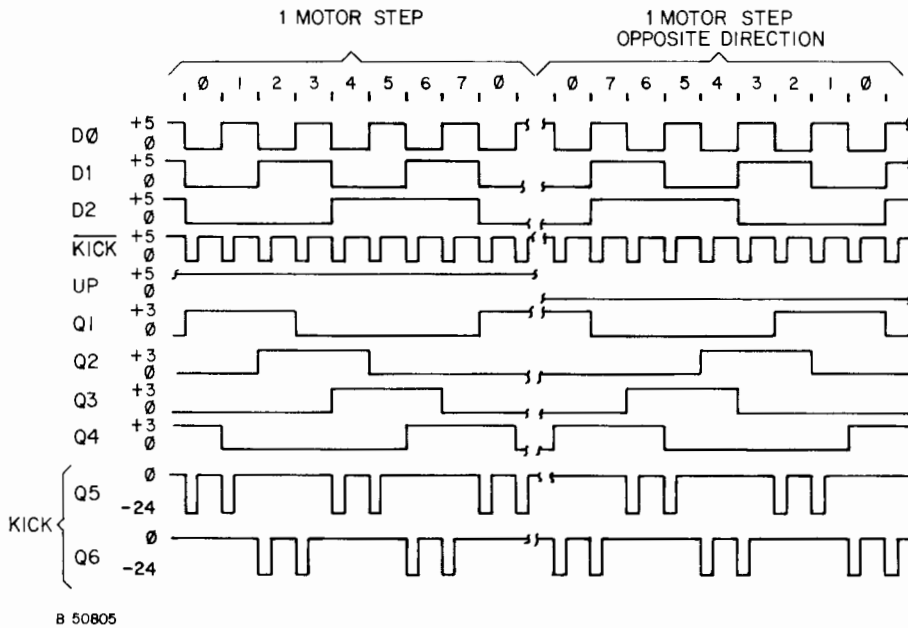 1 MOTOR STEP
1 MOTOR STEP
OPPOSITE DIRECTION
Ø 1 2 3 4 5 6 7 Ø
Ø 7 6 5 4 3 2 1 Ø
DØ +5 Ø
D1 +5 Ø
D2 +5 Ø
KICK +5 Ø
UP +5 Ø
Q1 +3 Ø
Q2 +3 Ø
Q3 +3 Ø
Q4 +3 Ø
KICK
Q5 Ø -24
Q6 Ø -24
B 50805